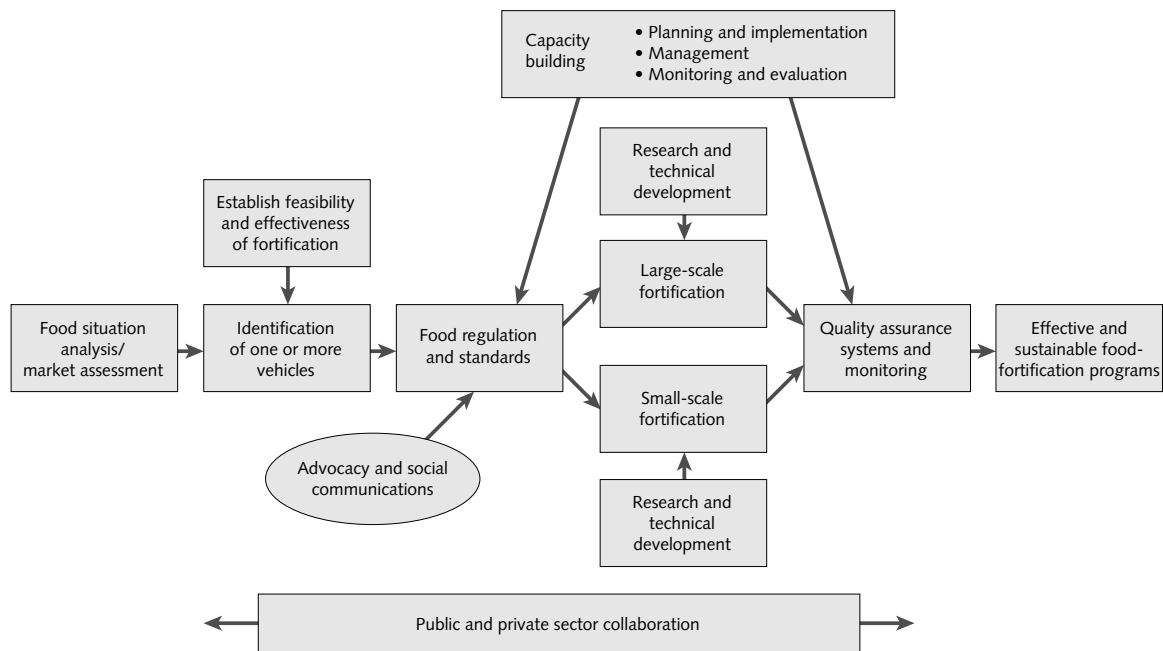 Capacity
building
• Planning and implementation
• Management
• Monitoring and evaluation
Research and
technical
development
Establish feasibility
and effectiveness
of fortification
Large-scale
fortification
Food situation
analysis/
market assessment
Identification
of one or more
vehicles
Food regulation
and standards
Quality assurance
systems and
monitoring
Effective and
sustainable food-
fortification programs
Small-scale
fortification
Advocacy and social
communications
Research and
technical
development
Public and private sector collaboration